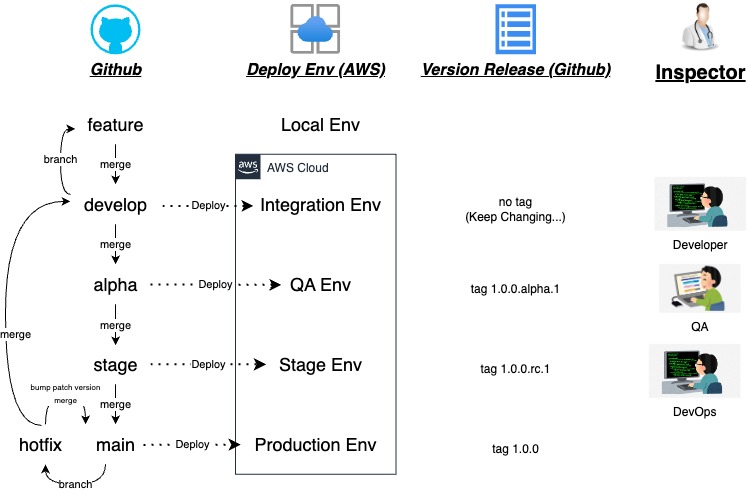 Github
Deploy Env (AWS)
Version Release (Github)
Inspector
feature
Local Env
branch
merge
aws
AWS Cloud
develop
Deploy
Integration Env
no tag
(Keep Changing...)
Developer
merge
alpha
Deploy
QA Env
tag 1.0.0.alpha.1
QA
merge
merge
stage
Deploy
Stage Env
tag 1.0.0.rc.1
DevOps
bump patch version
merge
merge
hotfix
main
Deploy
Production Env
tag 1.0.0
branch